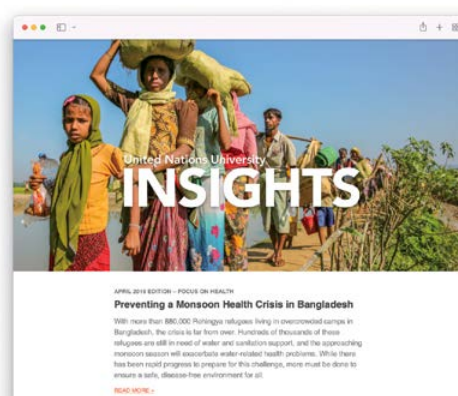 United Nations University
INSIGHTS
APRIL 2019 EDITION – FOCUS ON HEALTH
Preventing a Monsoon Health Crisis in Bangladesh
With more than 880,000 Rohingya refugees living in overcrowded camps in
Bangladesh, the crisis is far from over. Hundreds of thousands of these
refugees are still in need of water and sanitation support, and the approaching
monsoon season will exacerbate water-related health problems. While there
has been rapid progress to prepare for this challenge, more must be done to
ensure a safe, disease-free environment for all.
READ MORE »